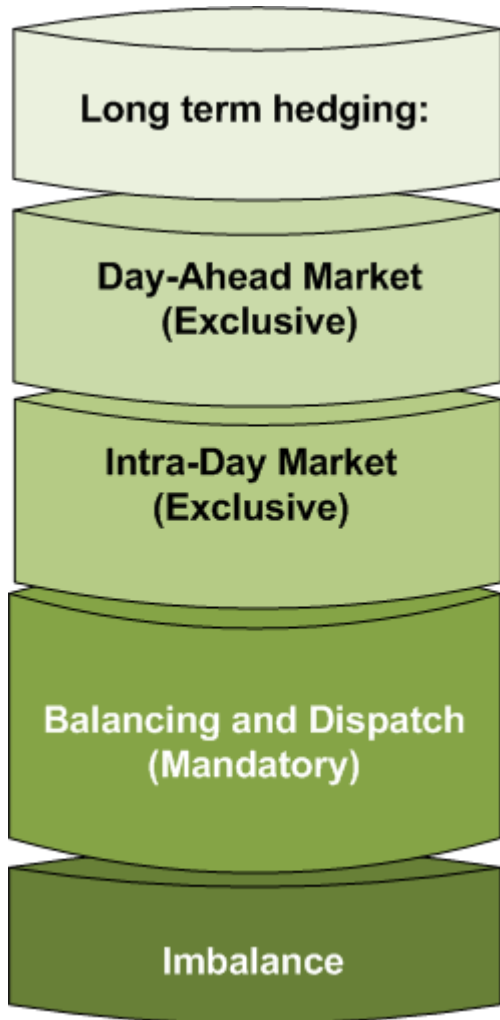 Long term hedging:
Day-Ahead Market
(Exclusive)
Intra-Day Market
(Exclusive)
Balancing and Dispatch
(Mandatory)
Imbalance